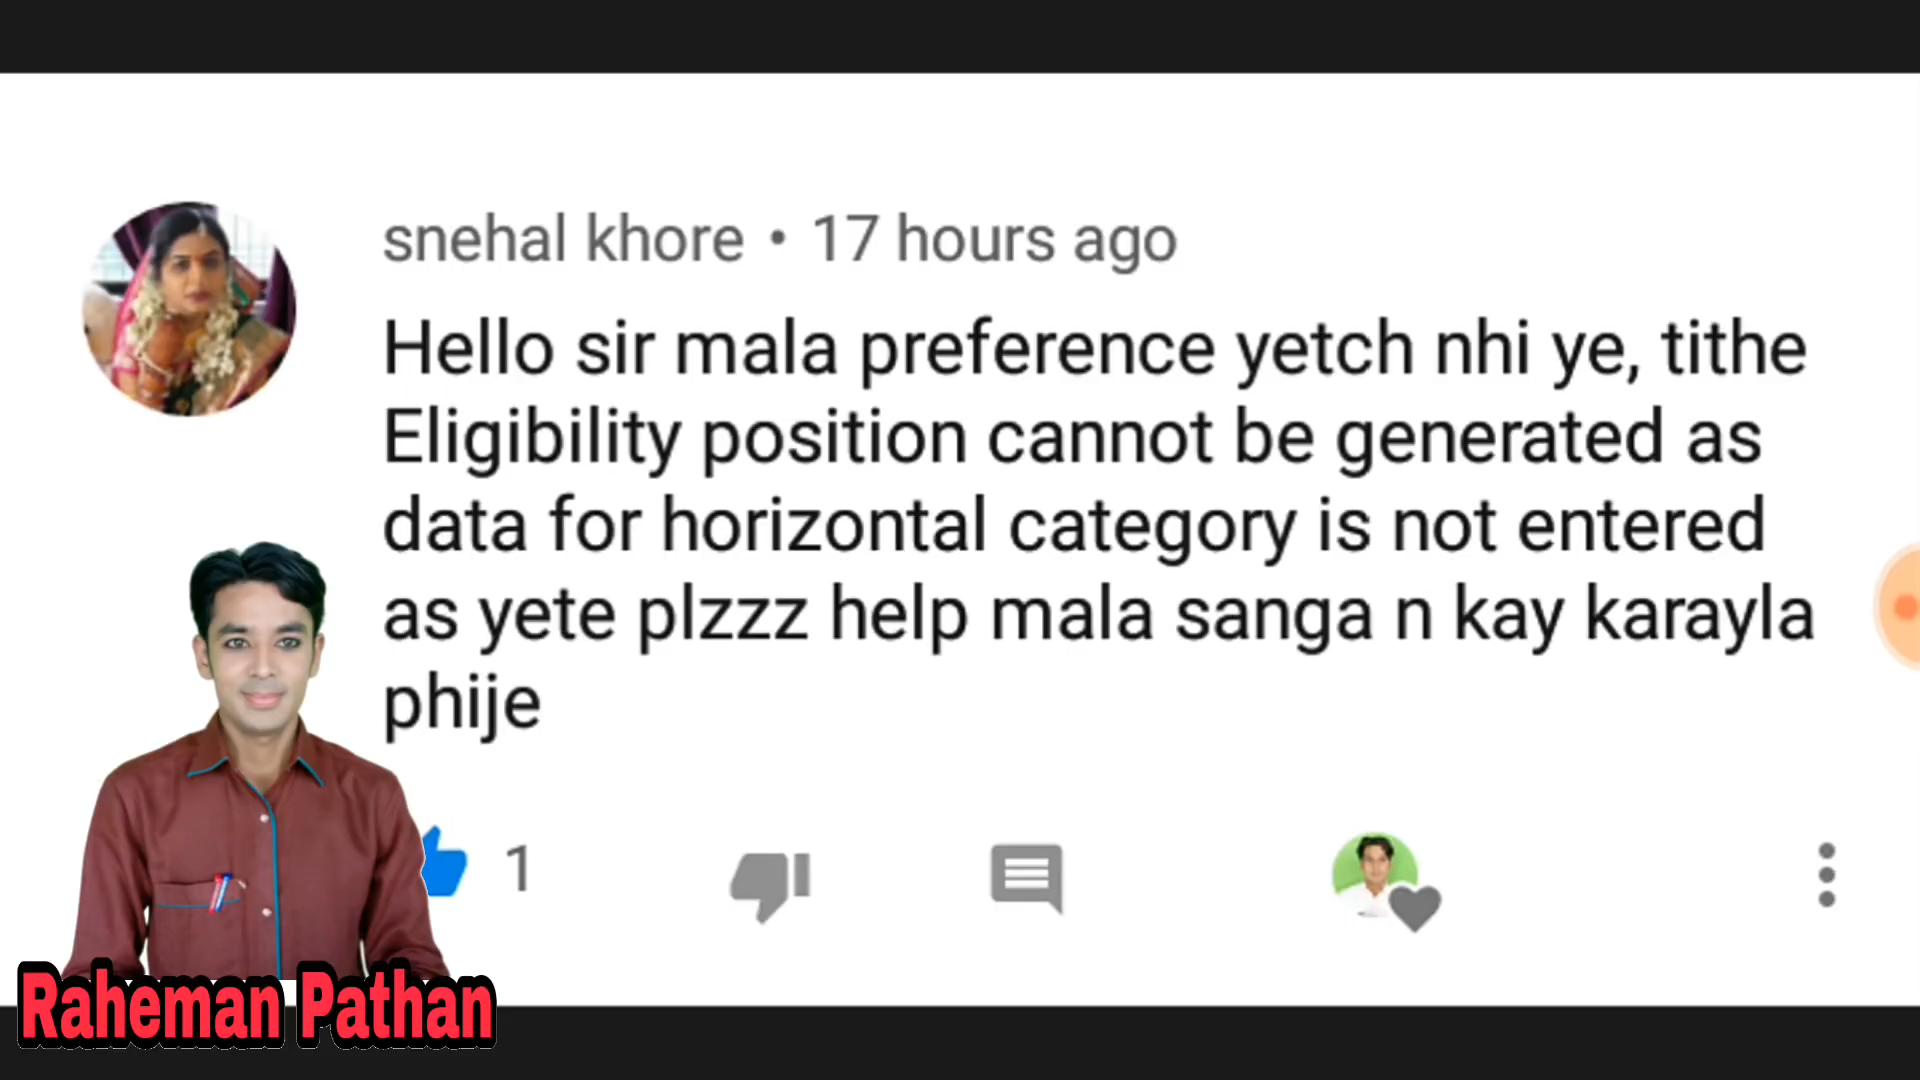 snehal khore • 17 hours ago
Hello sir mala preference yetch nhi ye, tithe
Eligibility position cannot be generated as
data for horizontal category is not entered
as yete plzzz help mala sanga n kay karayla
phije
1
Raheman Pathan